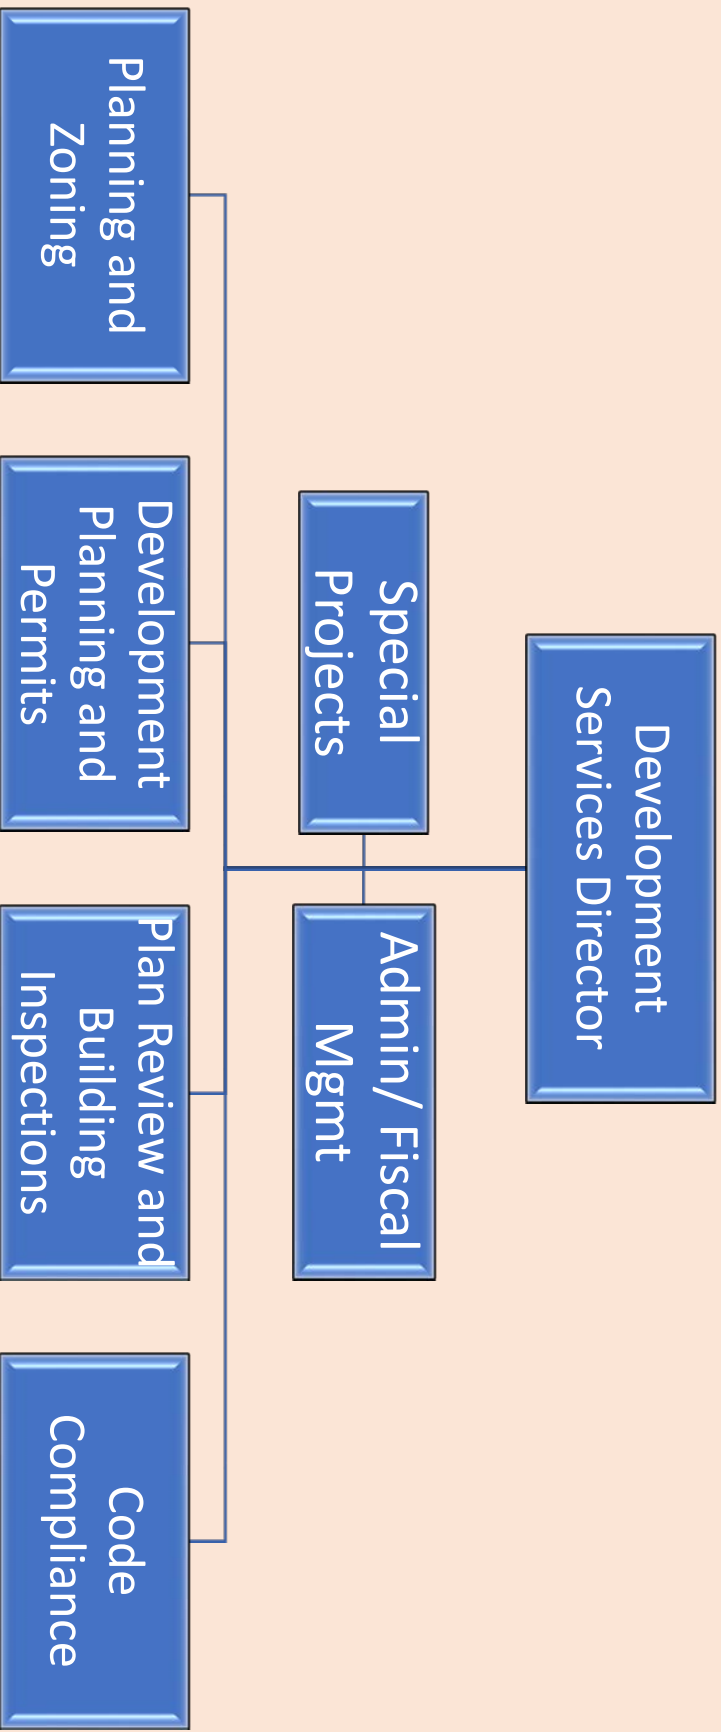 Development
Services Director
Special
Projects
Admin/ Fiscal
Mgmt
Planning and
Zoning
Development
Planning and
Permits
Plan Review and
Building
Inspections
Code
Compliance